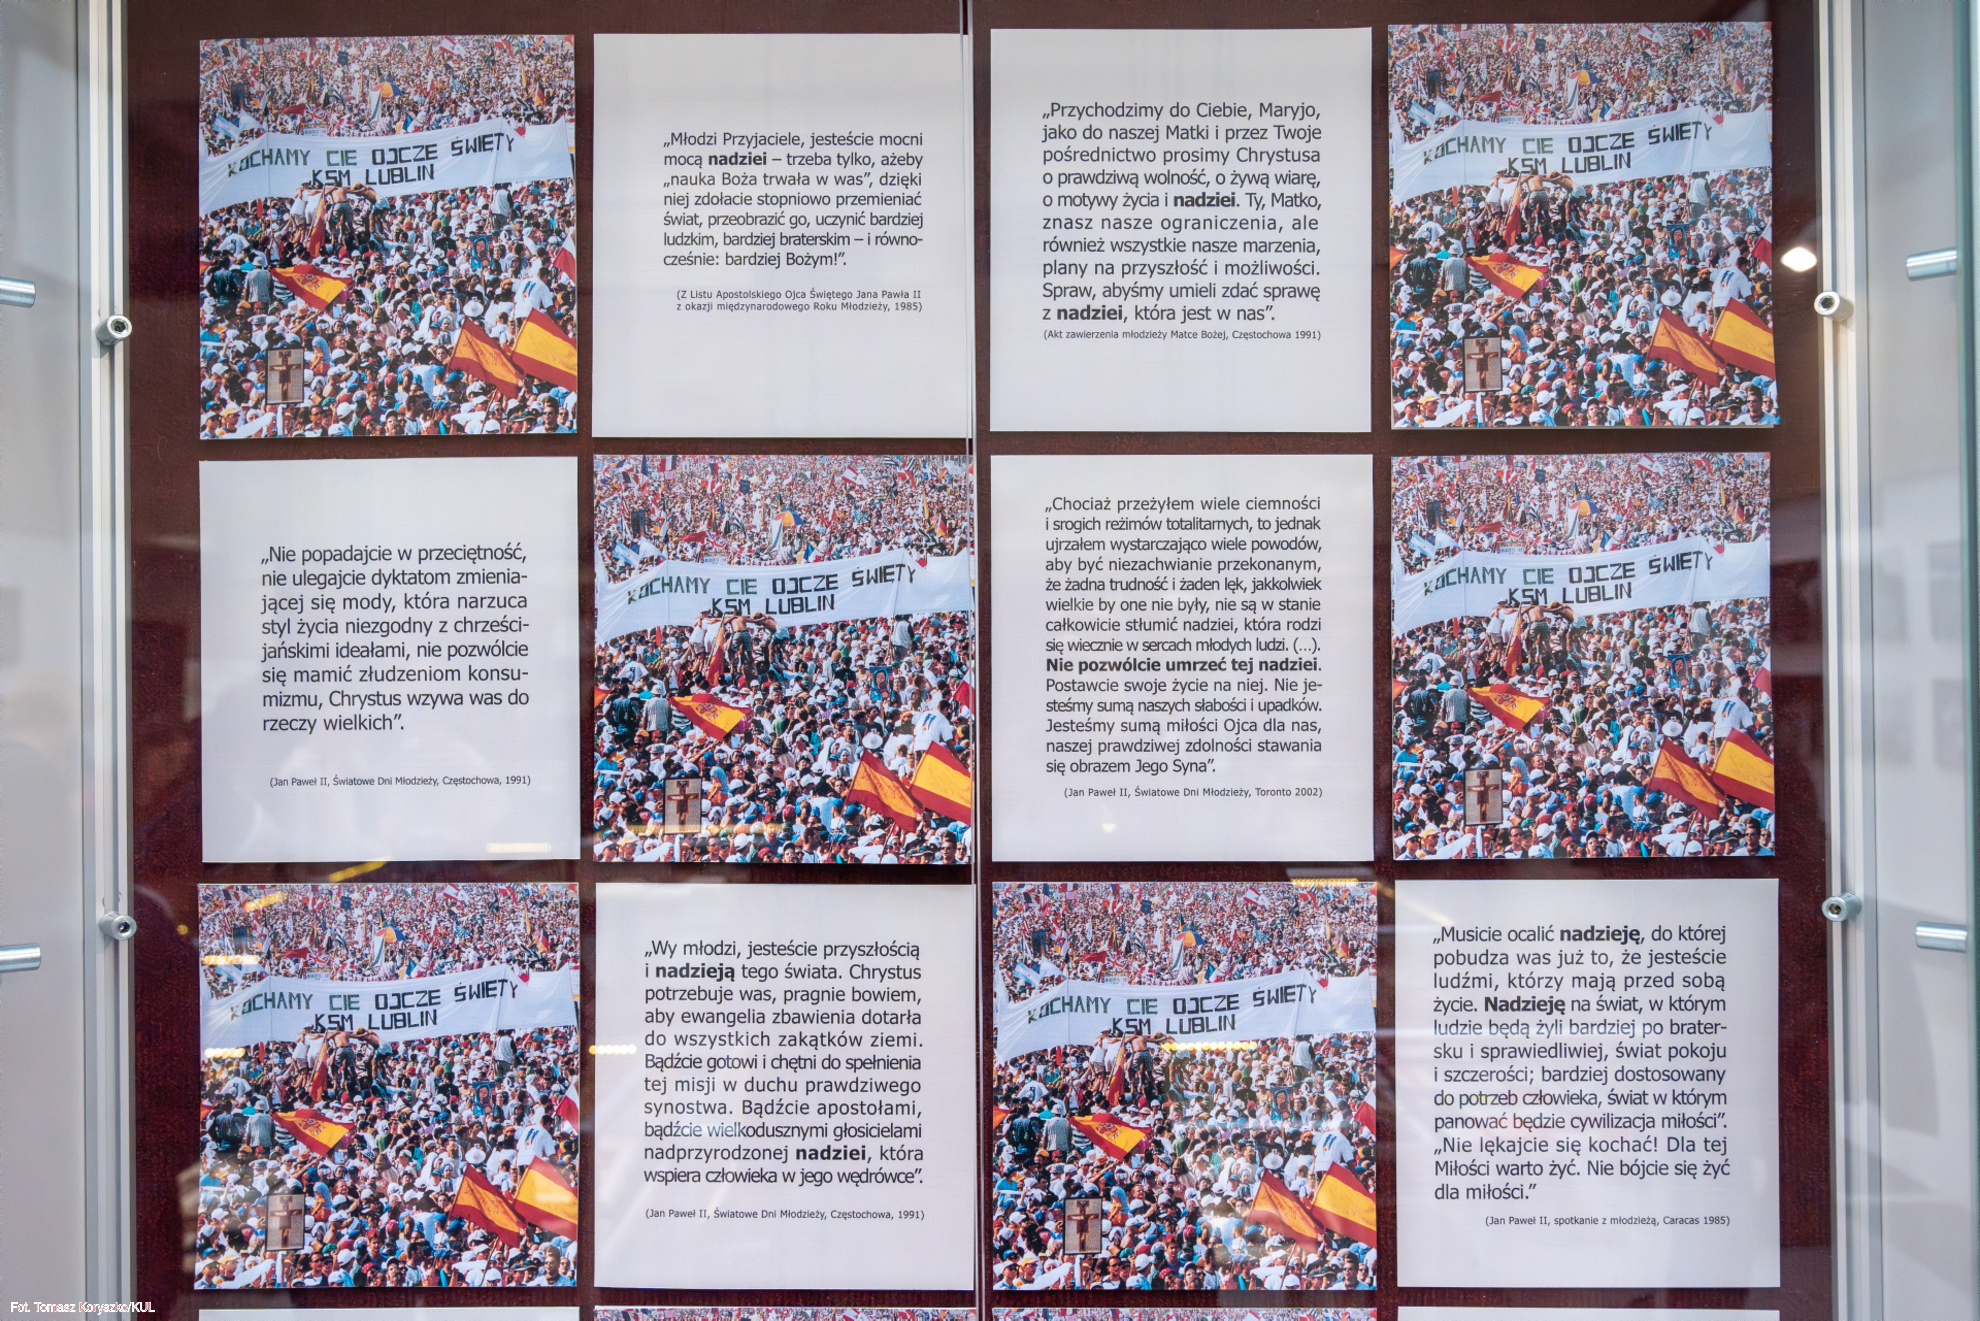 KOCHAMY CIE OJCZE ŚWIĘTY
KSM LUBLIN
„Młodzi Przyjaciele, jesteście mocni
mocą nadziei – trzeba tylko, ażeby
„nauka Boża trwała w was”, dzięki
niej zdołacie stopniowo przemieniać
świat, przeobrazić go, uczynić bardziej
ludzkim, bardziej braterskim – i równo-
cześnie: bardziej Bożym!”.
(Z Listu Apostolskiego Ojca Świętego Jana Pawła II
z okazji międzynarodowego Roku Młodzieży, 1985)
„Przychodzimy do Ciebie, Maryjo,
jako do naszej Matki i przez Twoje
pośrednictwo prosimy Chrystusa
o prawdziwą wolność, o żywą wiarę,
o motywy życia i nadziei. Ty, Matko,
znasz nasze ograniczenia, ale
również wszystkie nasze marzenia,
plany na przyszłość i możliwości.
Spraw, abyśmy umieli zdać sprawę
z nadziei, która jest w nas”.
(Akt zawierzenia młodzieży Matce Bożej, Częstochowa 1991)
KOCHAMY CIE OJCZE ŚWIĘTY
KSM LUBLIN
„Nie popadajcie w przeciętność,
nie ulegajcie dyktatom zmienia-
jącej się mody, która narzuca
styl życia niezgodny z chrześci-
jańskimi ideałami, nie pozwólcie
się mamić złudzeniom konsu-
mizmu, Chrystus wzywa was do
rzeczy wielkich”.
(Jan Paweł II, Światowe Dni Młodzieży, Częstochowa, 1991)
KOCHAMY CIE OJCZE ŚWIĘTY
KSM LUBLIN
„Chociaż przeżyłem wiele ciemności
i srogich reżimów totalitarnych, to jednak
ujrzałem wystarczająco wiele powodów,
aby być niezachwianie przekonanym,
że żadna trudność i żaden lęk, jakkolwiek
wielkie by one nie były, nie są w stanie
całkowicie stłumić nadziei, która rodzi
się wiecznie w sercach młodych ludzi. (...).
Nie pozwólcie umrzeć tej nadziei.
Postawcie swoje życie na niej. Nie je-
steśmy sumą naszych słabości i upadków.
Jesteśmy sumą miłości Ojca dla nas,
naszej prawdziwej zdolności stawania
się obrazem Jego Syna”.
(Jan Paweł II, Światowe Dni Młodzieży, Toronto 2002)
KOCHAMY CIE OJCZE ŚWIĘTY
KSM LUBLIN
KOCHAMY CIE OJCZE ŚWIĘTY
KSM LUBLIN
„Wy młodzi, jesteście przyszłością
i nadzieją tego świata. Chrystus
potrzebuje was, pragnie bowiem,
aby ewangelia zbawienia dotarła
do wszystkich zakątków ziemi.
Bądźcie gotowi i chętni do spełnienia
tej misji w duchu prawdziwego
synostwa. Bądźcie apostołami,
bądźcie wielkodusznymi głosicielami
nadprzyrodzonej nadziei, która
wspiera człowieka w jego wędrówce”.
(Jan Paweł II, Światowe Dni Młodzieży, Częstochowa, 1991)
KOCHAMY CIE OJCZE ŚWIĘTY
KSM LUBLIN
„Musicie ocalić nadzieję, do której
pobudza was już to, że jesteście
ludźmi, którzy mają przed sobą
życie. Nadzieję na świat, w którym
ludzie będą żyli bardziej po brater-
sku i sprawiedliwiej, świat pokoju
i szczerości; bardziej dostosowany
do potrzeb człowieka, świat w którym
panować będzie cywilizacja miłości”.
„Nie lękajcie się kochać! Dla tej
Miłości warto żyć. Nie bójcie się żyć
dla miłości.”
(Jan Paweł II, spotkanie z młodzieżą, Caracas 1985)
Fot. Tomasz Koryszko/KUL